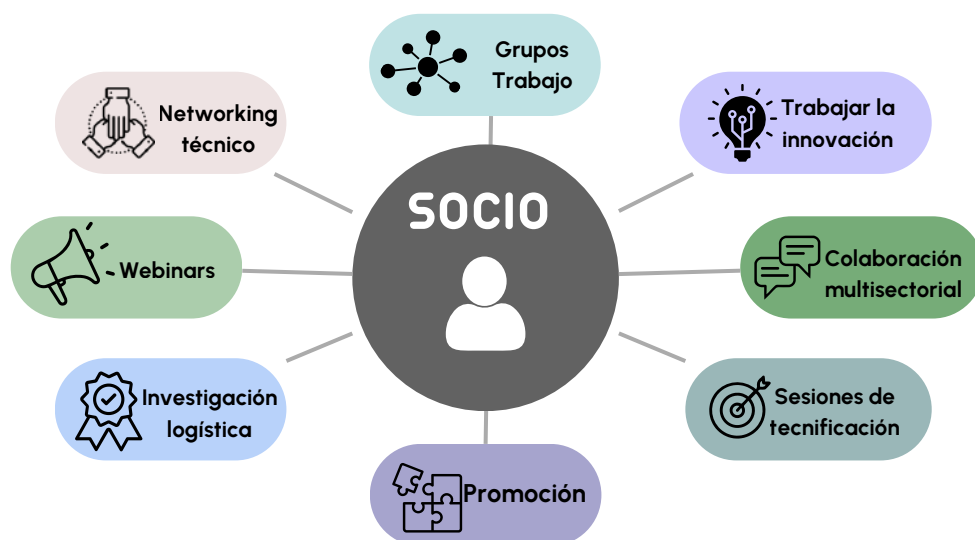 Grupos
Trabajo
Networking
técnico
Trabajar la
innovación
SOCIO
Webinars
Colaboración
multisectorial
Investigación
logística
Sesiones de
tecnificación
Promoción